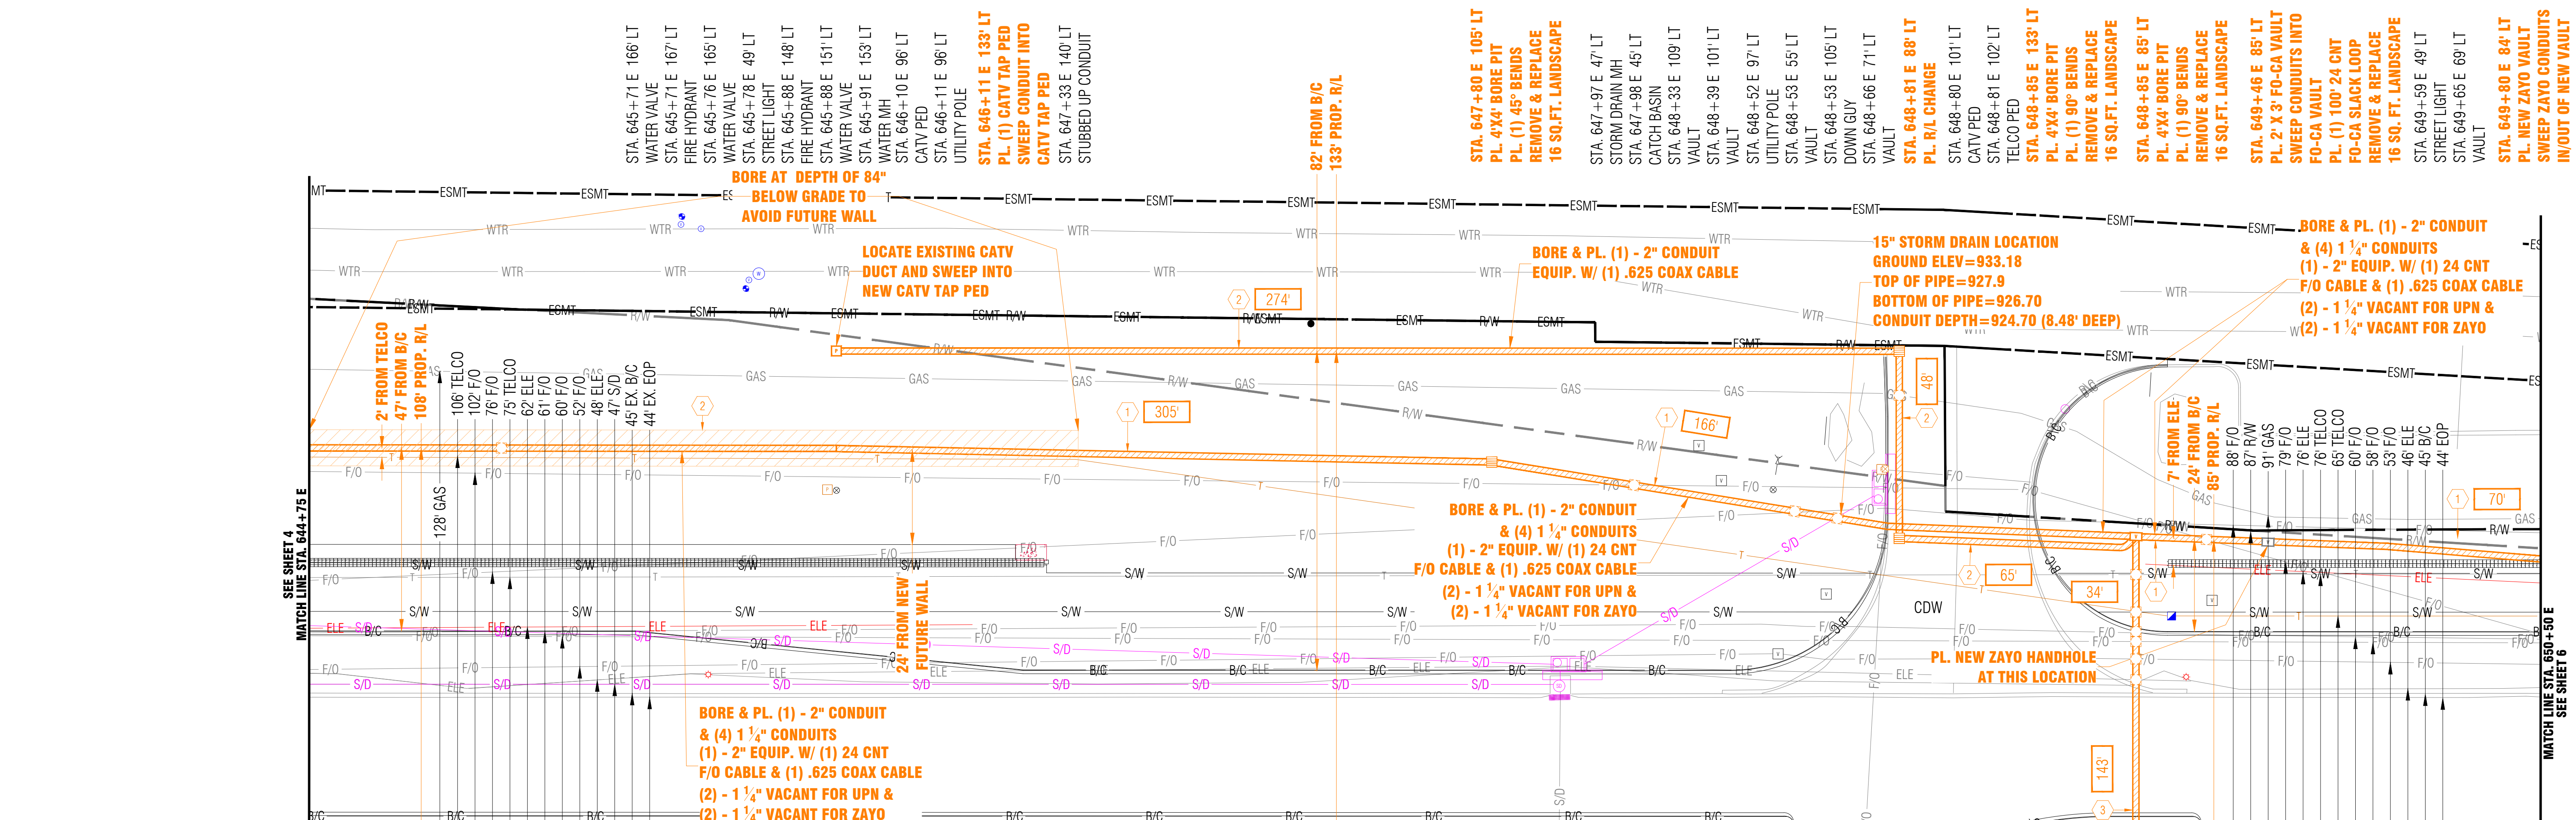 STA. 645+71 E 166' LT
WATER VALVE
STA. 645+71 E 167' LT
FIRE HYDRANT
STA. 645+76 E 165' LT
WATER VALVE
STA. 645+78 E 49' LT
STREET LIGHT
STA. 645+88 E 148' LT
FIRE HYDRANT
STA. 645+88 E 151' LT
WATER VALVE
STA. 645+91 E 153' LT
WATER MH
STA. 646+10 E 96' LT
CATV PED
STA. 646+11 E 96' LT
UTILITY POLE
STA. 646+11 E 133' LT
PL. (1) CATV TAP PED
SWEEP CONDUIT INTO
CATV TAP PED
STA. 647+33 E 140' LT
STUBBED UP CONDUIT
82' FROM B/C
133' PROP. R/L
STA. 647+80 E 105' LT
PL. 4'X4' BORE PIT
PL. (1) 45° BENDS
REMOVE & REPLACE
16 SQ.FT. LANDSCAPE
STA. 647+97 E 47' LT
STORM DRAIN MH
STA. 647+98 E 45' LT
CATCH BASIN
STA. 648+33 E 109' LT
VAULT
STA. 648+39 E 101' LT
VAULT
STA. 648+52 E 97' LT
UTILITY POLE
STA. 648+53 E 55' LT
VAULT
STA. 648+53 E 105' LT
DOWN GUY
STA. 648+66 E 71' LT
VAULT
STA. 648+81 E 88' LT
PL. R/L CHANGE
STA. 648+80 E 101' LT
CATV PED
STA. 648+81 E 102' LT
TELCO PED
STA. 648+85 E 133' LT
PL. 4'X4' BORE PIT
PL. (1) 90° BENDS
REMOVE & REPLACE
16 SQ.FT. LANDSCAPE
STA. 648+85 E 85' LT
PL. 4'X4' BORE PIT
PL. (1) 90° BENDS
REMOVE & REPLACE
16 SQ.FT. LANDSCAPE
STA. 649+46 E 85' LT
PL. 2' X 3' FO-CA VAULT
SWEEP CONDUITS INTO
FO-CA VAULT
PL. (1) 100' 24 CNT
FO-CA SLACK LOOP
REMOVE & REPLACE
16 SQ. FT. LANDSCAPE
STA. 649+59 E 49' LT
STREET LIGHT
STA. 649+65 E 69' LT
VAULT
STA. 649+80 E 84' LT
PL. NEW ZAYO VAULT
SWEEP ZAYO CONDUITS
IN/OUT OF NEW VAULT
BORE AT DEPTH OF 84"
BELOW GRADE TO
AVOID FUTURE WALL
LOCATE EXISTING CATV
DUCT AND SWEEP INTO
NEW CATV TAP PED
2 274'
BORE & PL. (1) - 2" CONDUIT
EQUIP. W/ (1) .625 COAX CABLE
15" STORM DRAIN LOCATION
GROUND ELEV=933.18
TOP OF PIPE=927.9
BOTTOM OF PIPE=926.70
CONDUIT DEPTH=924.70 (8.48' DEEP)
BORE & PL. (1) - 2" CONDUIT
& (4) 1 1/4" CONDUITS
(1) - 2" EQUIP. W/ (1) 24 CNT
F/O CABLE & (1) .625 COAX CABLE
(2) - 1 1/4" VACANT FOR UPN &
(2) - 1 1/4" VACANT FOR ZAYO
SEE SHEET 4
MATCH LINE STA. 644+75 E
2' FROM TELCO
47' FROM B/C
108' PROP. R/L
128' GAS
106' TELCO
102' F/O
76' F/O
75' TELCO
62' ELE
61' F/O
60' F/O
52' F/O
48' ELE
47' S/D
45' EX. B/C
44' EX. EOP
2
1 305'
1 166'
48'
2
BORE & PL. (1) - 2" CONDUIT
& (4) 1 1/4" CONDUITS
(1) - 2" EQUIP. W/ (1) 24 CNT
F/O CABLE & (1) .625 COAX CABLE
(2) - 1 1/4" VACANT FOR UPN &
(2) - 1 1/4" VACANT FOR ZAYO
24' FROM NEW
FUTURE WALL
2 65'
34' 1
CDW
PL. NEW ZAYO HANDHOLE
AT THIS LOCATION
143'
3
7' FROM ELE
24' FROM B/C
85' PROP. R/L
88' F/O
87' R/W
91' GAS
79' F/O
76' ELE
76' TELCO
65' TELCO
60' F/O
58' F/O
53' F/O
46' ELE
45' B/C
44' EOP
1 70'
MATCH LINE STA. 650+50 E
SEE SHEET 6
BORE & PL. (1) - 2" CONDUIT
& (4) 1 1/4" CONDUITS
(1) - 2" EQUIP. W/ (1) 24 CNT
F/O CABLE & (1) .625 COAX CABLE
(2) - 1 1/4" VACANT FOR UPN &
(2) - 1 1/4" VACANT FOR ZAYO
ESMT
WTR
R/W
GAS
F/O
T
S/W
ELE
S/D
B/C